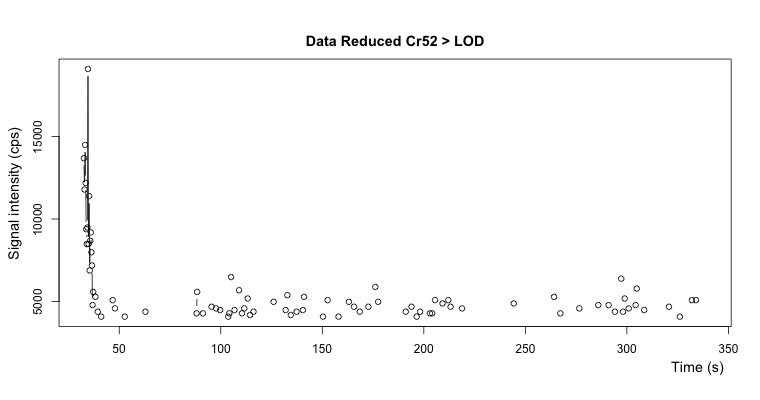 Data Reduced Cr52 > LOD
Signal intensity (cps)
15000
10000
5000
50 100 150 200 250 300 350
Time (s)